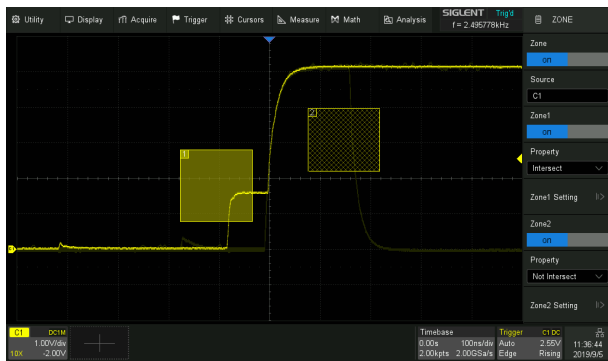 Utility Display Acquire Trigger Cursors Measure Math Analysis SIGLENT Trig'd ZONE
f = 2.495778kHz
Zone
on
Source
C1
Zone1
on
Property
Intersect
Zone1 Setting
Zone2
on
Property
Not Intersect
Zone2 Setting
1
2
C1 DC1M
1.00V/div
10X -2.00V
Timebase
0.00s 100ns/div
2.00kpts 2.00GSa/s
Trigger C1 DC
Auto 2.55V
Edge Rising
11:36:44
2019/9/5